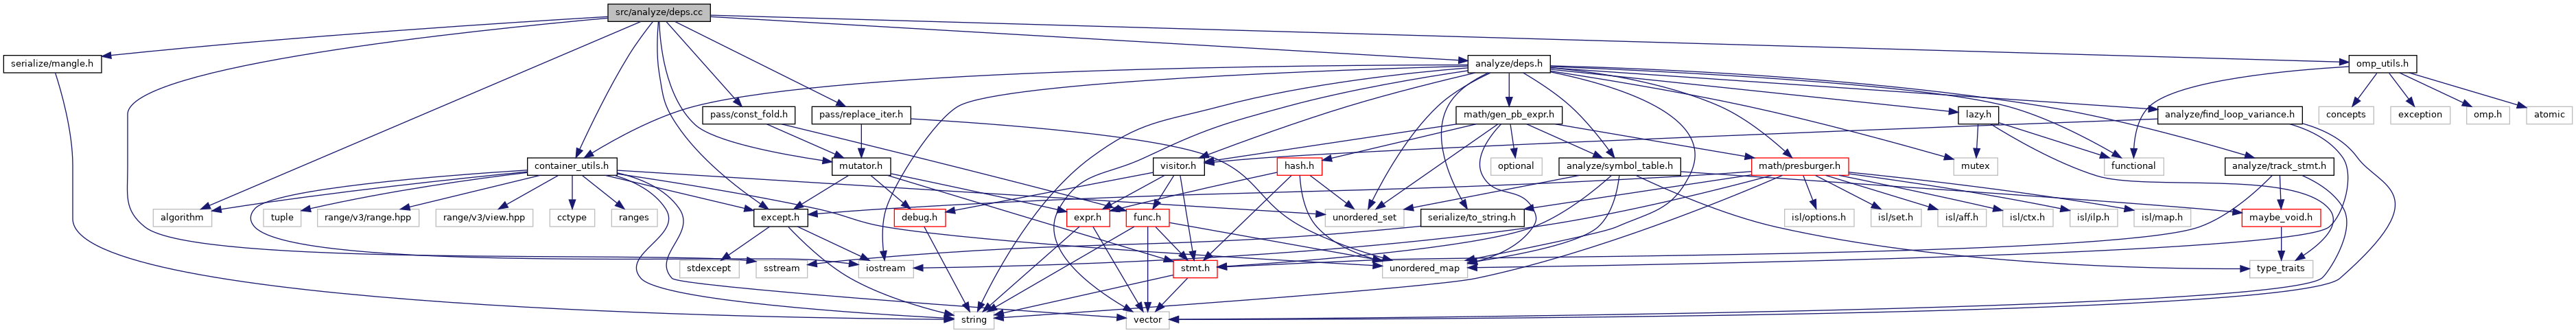 src/analyze/deps.cc
serialize/mangle.h
analyze/deps.h
omp_utils.h
pass/const_fold.h
pass/replace_iter.h
math/gen_pb_expr.h
lazy.h
analyze/find_loop_variance.h
concepts
exception
omp.h
atomic
container_utils.h
mutator.h
visitor.h
hash.h
optional
analyze/symbol_table.h
math/presburger.h
mutex
functional
analyze/track_stmt.h
algorithm
tuple
range/v3/range.hpp
range/v3/view.hpp
cctype
ranges
except.h
debug.h
expr.h
func.h
unordered_set
serialize/to_string.h
isl/options.h
isl/set.h
isl/aff.h
isl/ctx.h
isl/ilp.h
isl/map.h
maybe_void.h
stdexcept
sstream
iostream
stmt.h
unordered_map
type_traits
string
vector